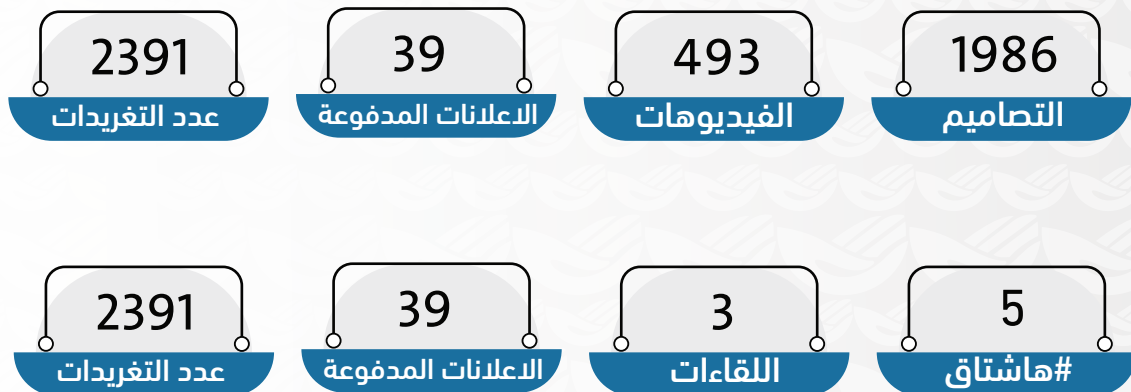 1986
التصاميم
493
الفيديوهات
39
الاعلانات المدفوعة
2391
عدد التغريدات
5
#هاشتاق
3
اللقاءات
39
الاعلانات المدفوعة
2391
عدد التغريدات